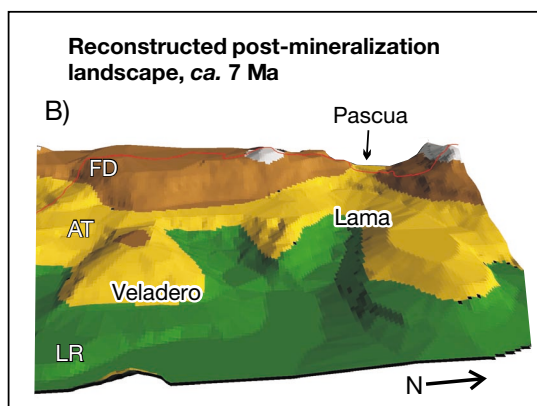 Reconstructed post-mineralization
landscape, ca. 7 Ma
B)
Pascua
FD
Lama
AT
Veladero
LR
N